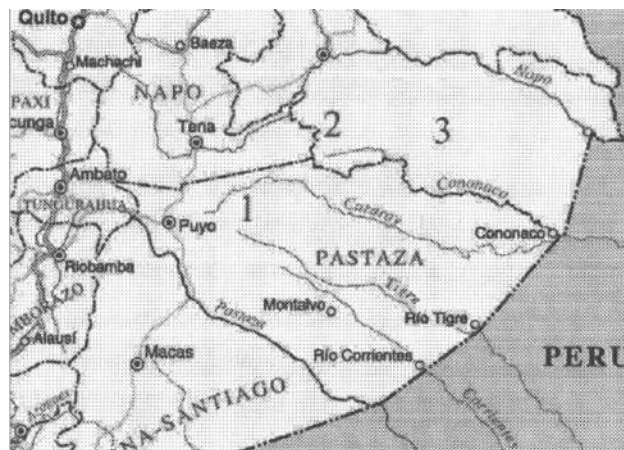 Quito
Baeza
Machachi
Napo
NAPO
PAXI
2
3
cunga
Tena
Ambato
Cononaco
TUNGURAHUA
1
Curaray
Puyo
Cononaco
Riobamba
PASTAZA
Tigre
MBORAZO
Montalvo
Pastaza
Río Tigre
Alausí
Macas
Río Corrientes
PERU
NA-SANTIAGO
Corrientes